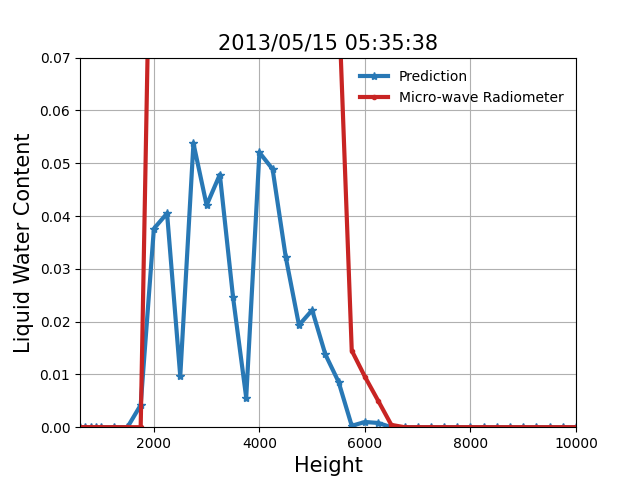 2013/05/15 05:35:38
Prediction
Micro-wave Radiometer
Liquid Water Content
0.07
0.06
0.05
0.04
0.03
0.02
0.01
0.00
2000 4000 6000 8000 10000
Height